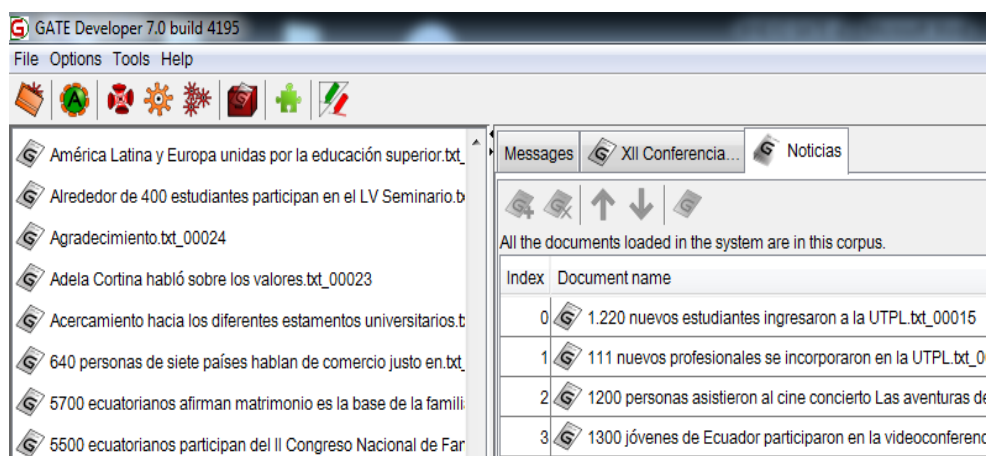 GATE Developer 7.0 build 4195
File Options Tools Help
América Latina y Europa unidas por la educación superior.txt_
Alrededor de 400 estudiantes participan en el LV Seminario.
Agradecimiento.txt_00024
Adela Cortina habló sobre los valores.txt_00023
Acercamiento hacia los diferentes estamentos universitarios.
640 personas de siete países hablan de comercio justo en.txt_
5700 ecuatorianos afirman matrimonio es la base de la famili
5500 ecuatorianos participan del II Congreso Nacional de
Messages XII Conferencia... Noticias
All the documents loaded in the system are in this corpus.
Index Document name
0 1.220 nuevos estudiantes ingresaron a la UTPL.txt_00015
1 111 nuevos profesionales se incorporaron en la UTPL.txt_0
2 1200 personas asistieron al cine concierto Las aventuras de
3 1300 jóvenes de Ecuador participaron en la videoconferenc